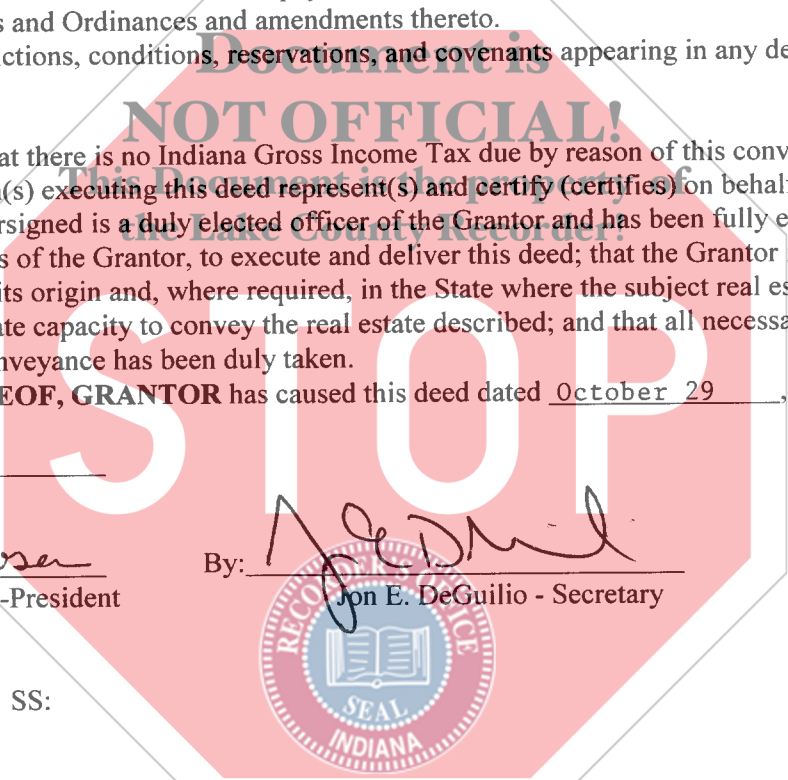 s and Ordinances and amendments thereto.
ctions, conditions, reservations, and covenants appearing in any de
Document is
NOT OFFICIAL!
at there is no Indiana Gross Income Tax due by reason of this conv
This Document is the property of
(s) executing this deed represent(s) and certify (certifies) on behalf
the Lake County Recorder!
rsigned is a duly elected officer of the Grantor and has been fully e
s of the Grantor, to execute and deliver this deed; that the Grantor
its origin and, where required, in the State where the subject real es
ate capacity to convey the real estate described; and that all necessa
nveyance has been duly taken.
EOF, GRANTOR has caused this deed dated October 29,
STOP
By:
-President
Jon E. DeGuilio - Secretary
RECORDER'S OFFICE
SEAL
INDIANA
SS: